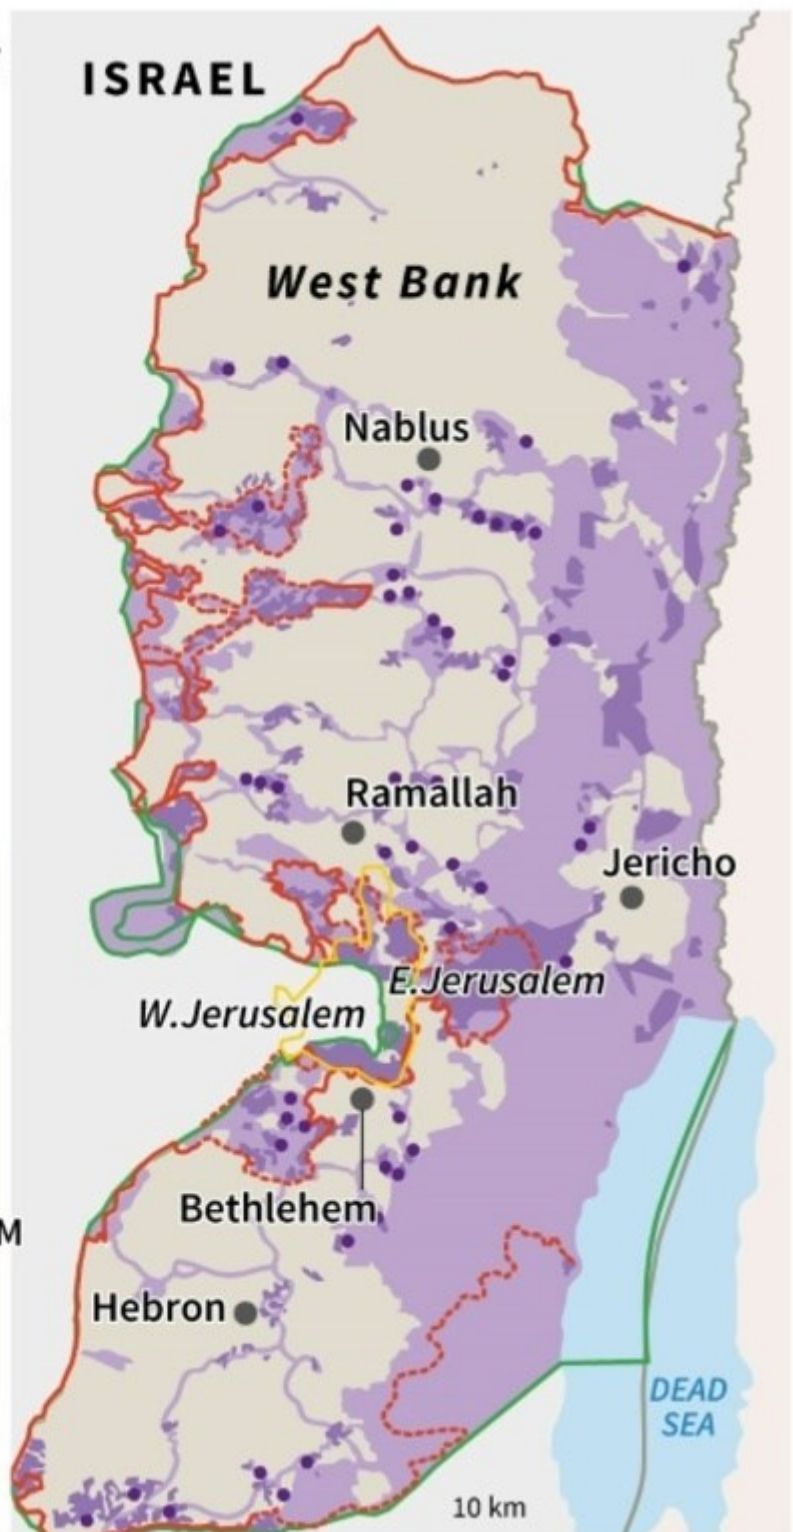 ISRAEL
West Bank
Nablus
Ramallah
Jericho
E.Jerusalem
W.Jerusalem
Bethlehem
M
Hebron
DEAD
SEA
10 km